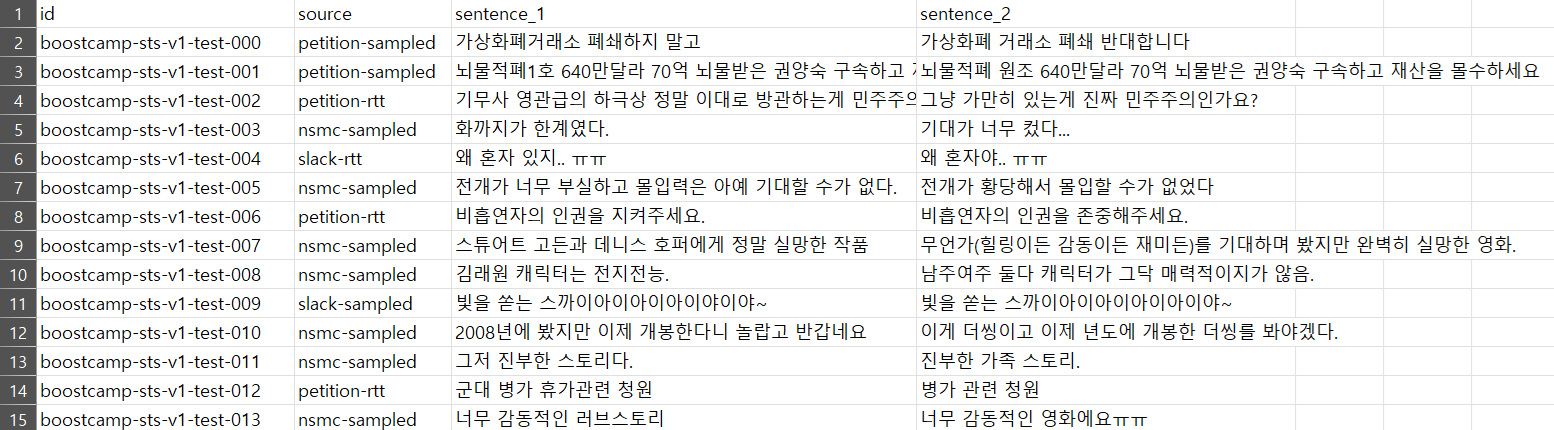 1 id source sentence_1 sentence_2
2 boostcamp-sts-v1-test-000 petition-sampled 가상화폐거래소 폐쇄하지 말고 가상화폐 거래소 폐쇄 반대합니다
3 boostcamp-sts-v1-test-001 petition-sampled 뇌물적폐1호 640만달라 70억 뇌물받은 권양숙 구속하고 뇌물적폐 원조 640만달라 70억 뇌물받은 권양숙 구속하고 재산을 몰수하세요
4 boostcamp-sts-v1-test-002 petition-rtt 기무사 영관급의 하극상 정말 이대로 방관하는게 민주주의 그냥 가만히 있는게 진짜 민주주의인가요?
5 boostcamp-sts-v1-test-003 nsmc-sampled 화까지가 한계였다. 기대가 너무 컸다...
6 boostcamp-sts-v1-test-004 slack-rtt 왜 혼자 있지.. ㅠㅠ 왜 혼자야.. ㅠㅠ
7 boostcamp-sts-v1-test-005 nsmc-sampled 전개가 너무 부실하고 몰입력은 아예 기대할 수가 없다. 전개가 황당해서 몰입할 수가 없었다
8 boostcamp-sts-v1-test-006 petition-rtt 비흡연자의 인권을 지켜주세요. 비흡연자의 인권을 존중해주세요.
9 boostcamp-sts-v1-test-007 nsmc-sampled 스튜어트 고든과 데니스 호퍼에게 정말 실망한 작품 무언가(힐링이든 감동이든 재미든)를 기대하며 봤지만 완벽히 실망한 영화.
10 boostcamp-sts-v1-test-008 nsmc-sampled 김래원 캐릭터는 전지전능. 남주여주 둘다 캐릭터가 그닥 매력적이지가 않음.
11 boostcamp-sts-v1-test-009 slack-sampled 빛을 쏟는 스까이아이아이아이야이야~ 빛을 쏟는 스까이아이아이아이아이야~
12 boostcamp-sts-v1-test-010 nsmc-sampled 2008년에 봤지만 이제 개봉한다니 놀랍고 반갑네요 이게 더씽이고 이제 년도에 개봉한 더씽를 봐야겠다.
13 boostcamp-sts-v1-test-011 nsmc-sampled 그저 진부한 스토리다. 진부한 가족 스토리.
14 boostcamp-sts-v1-test-012 petition-rtt 군대 병가 휴가관련 청원 병가 관련 청원
15 boostcamp-sts-v1-test-013 nsmc-sampled 너무 감동적인 러브스토리 너무 감동적인 영화에요ㅠㅠ